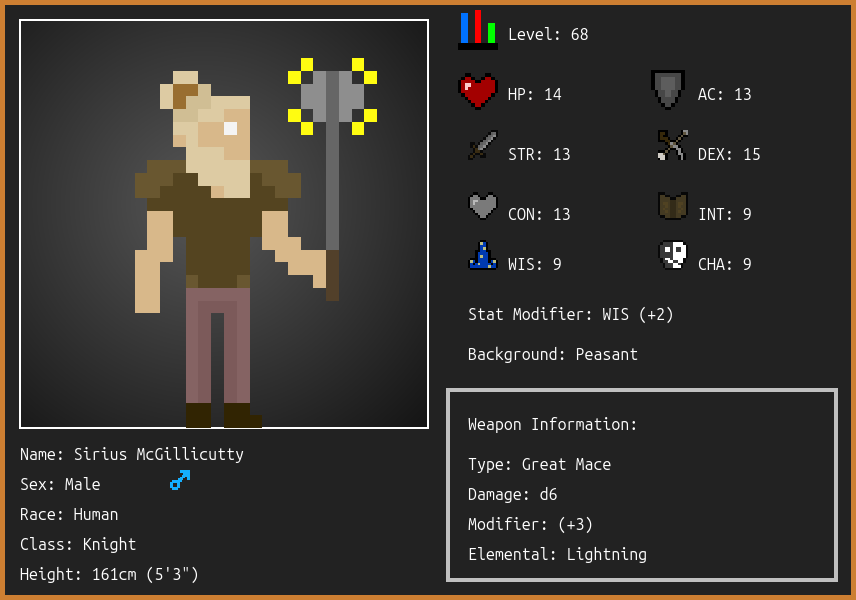 Level: 68
HP: 14
AC: 13
STR: 13
DEX: 15
CON: 13
INT: 9
WIS: 9
CHA: 9
Stat Modifier: WIS (+2)
Background: Peasant
Weapon Information:
Type: Great Mace
Damage: d6
Modifier: (+3)
Elemental: Lightning
Name: Sirius McGillicutty
Sex: Male
Race: Human
Class: Knight
Height: 161cm (5'3")